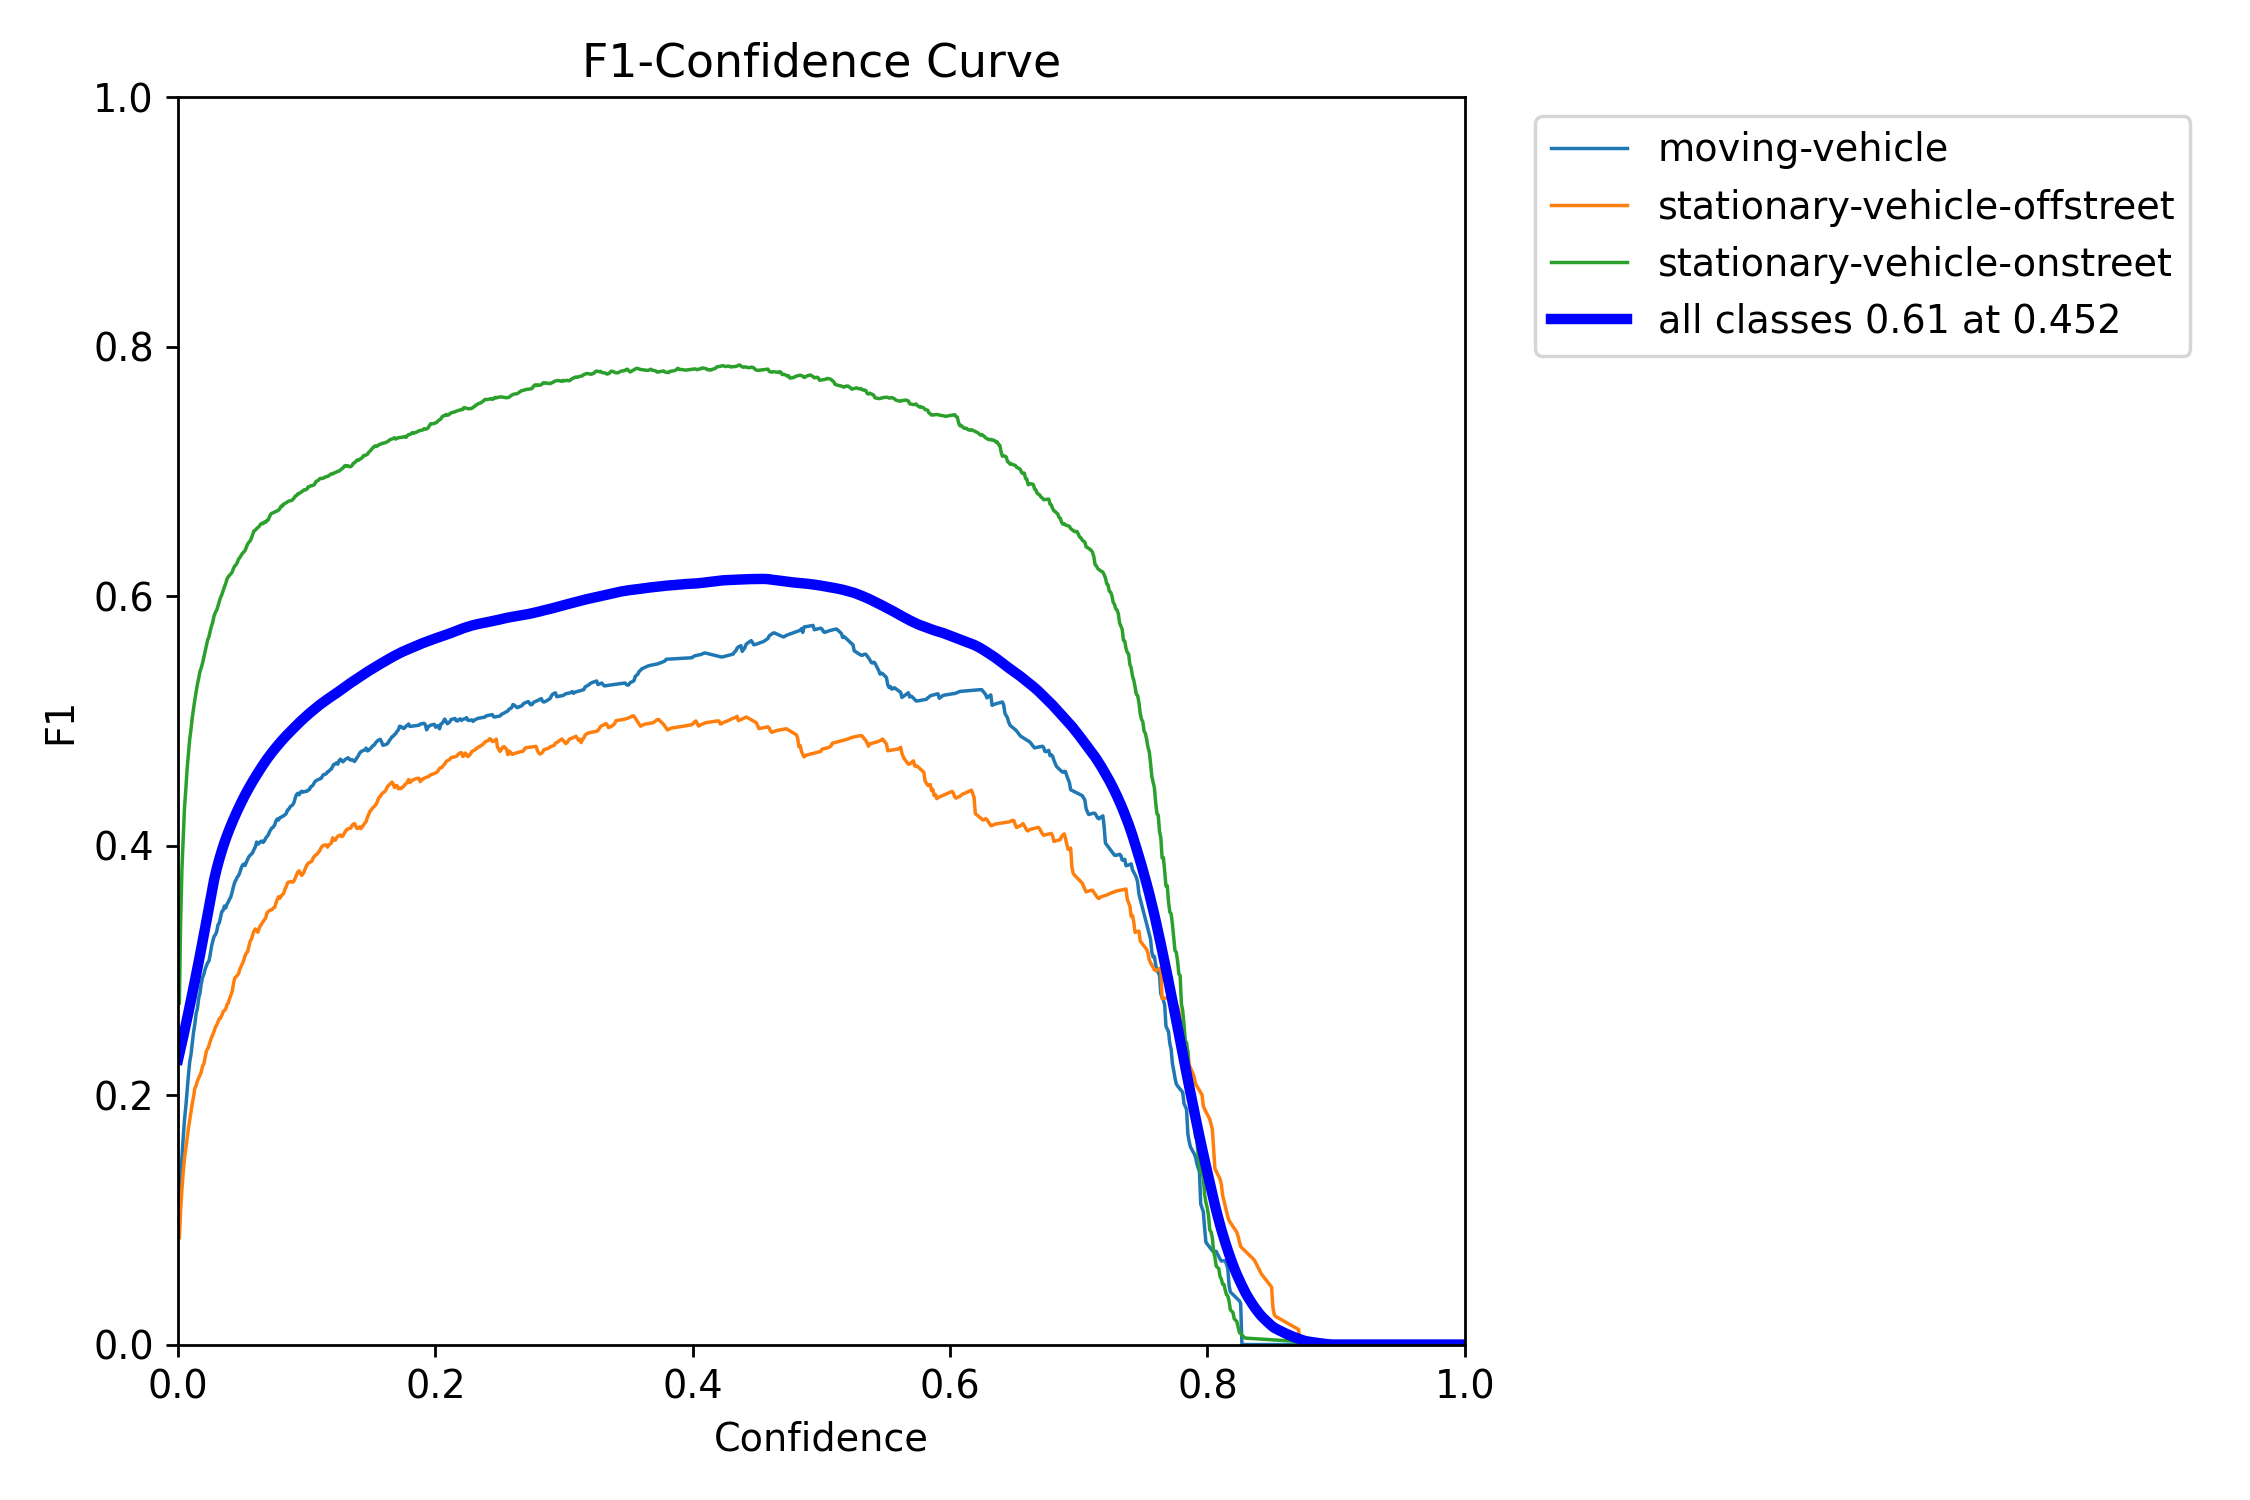 F1-Confidence Curve
1.0
0.8
0.6
0.4
0.2
0.0
F1
0.0 0.2 0.4 0.6 0.8 1.0
Confidence
moving-vehicle
stationary-vehicle-offstreet
stationary-vehicle-onstreet
all classes 0.61 at 0.452